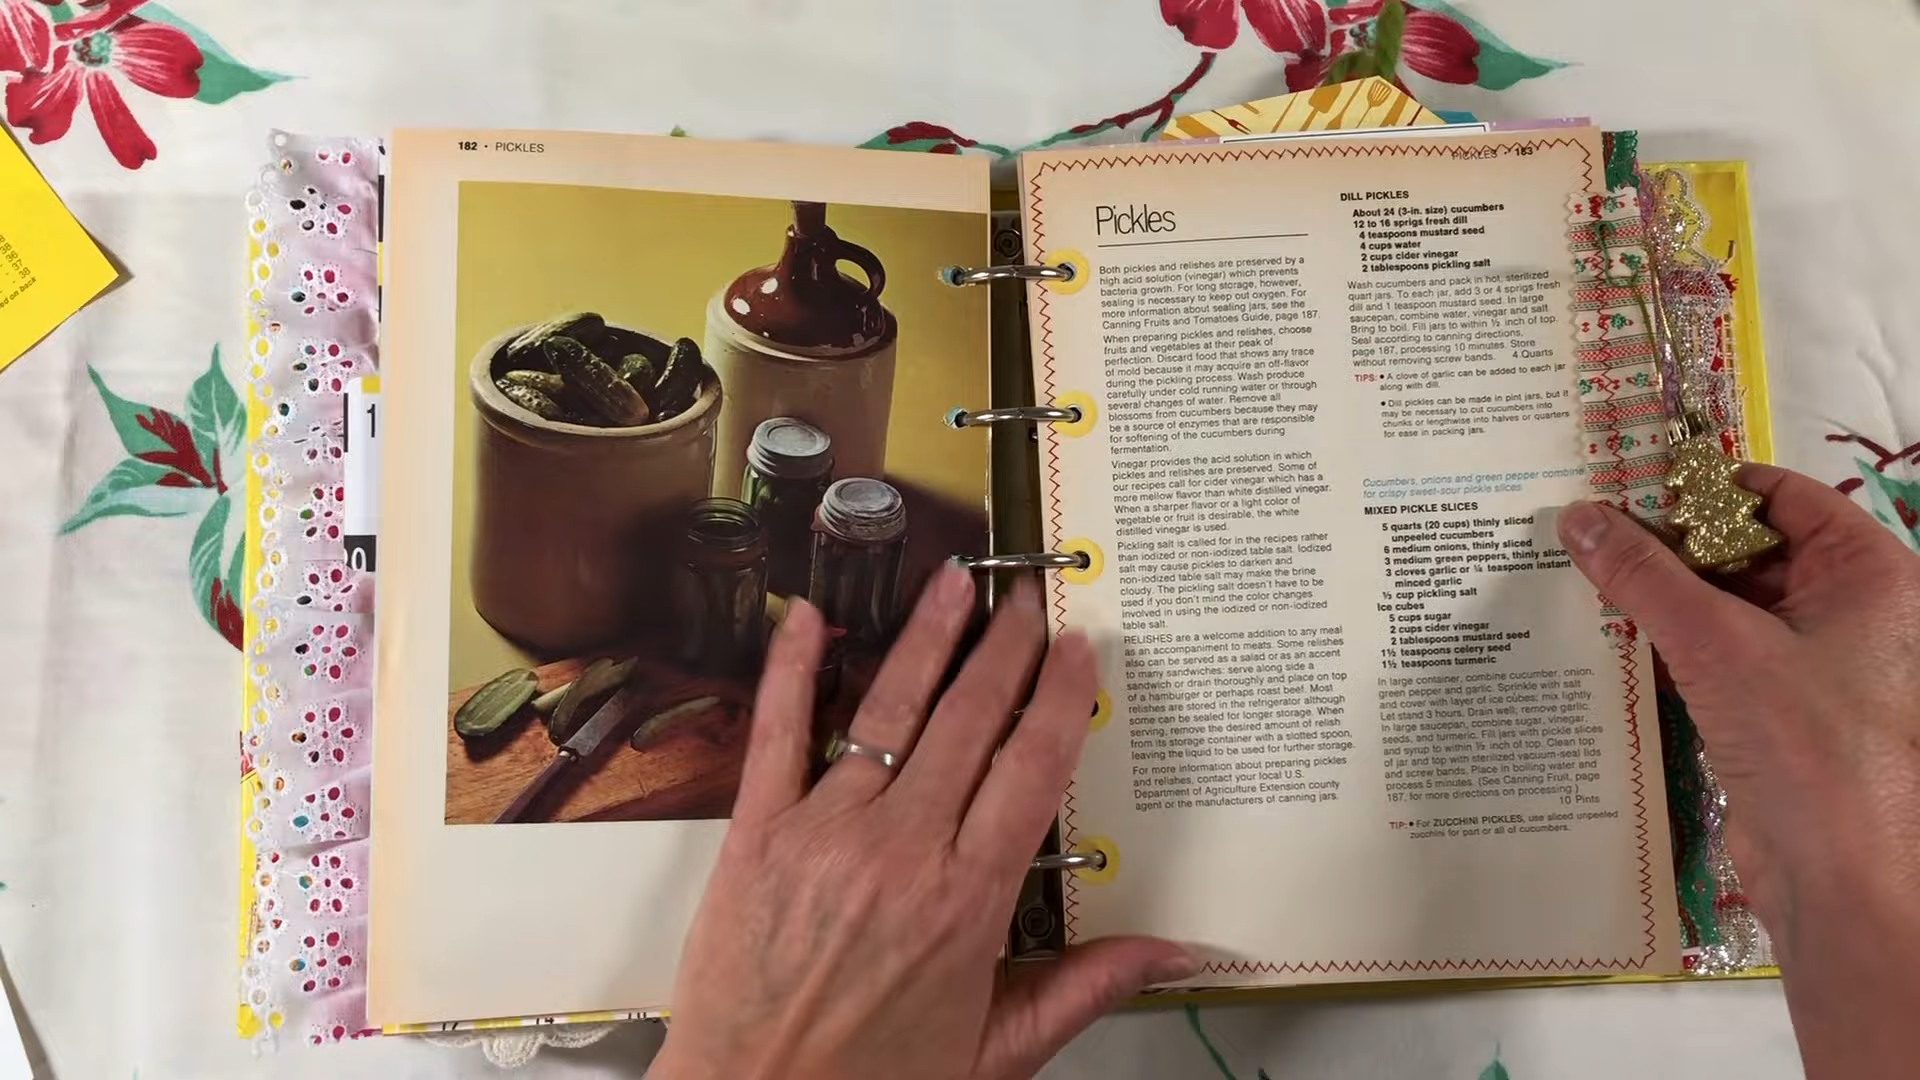 182 • PICKLES
PICKLES • 183
Pickles
Both pickles and relishes are preserved by a
high acid solution (vinegar) which prevents
bacteria growth. For long storage, however,
sealing is necessary to keep out oxygen. For
more information about sealing jars, see the
Canning Fruits and Tomatoes Guide, page 187.
When preparing pickles and relishes, choose
fruits and vegetables at their peak of
perfection. Discard food that shows any trace
of mold because it may acquire an off-flavor
during the pickling process. Wash produce
carefully under cold running water or through
several changes of water. Remove all
blossoms from cucumbers because they may
be a source of enzymes that are responsible
for softening of the cucumbers during
fermentation.
Vinegar provides the acid solution in which
pickles and relishes are preserved. Some of
our recipes call for cider vinegar which has a
more mellow flavor than white distilled vinegar.
When a sharper flavor or a light color of
vegetable or fruit is desirable, the white
distilled vinegar is used.
Pickling salt is called for in the recipes rather
than iodized or non-iodized table salt. Iodized
salt may cause pickles to darken and
non-iodized table salt may make the brine
cloudy. The pickling salt doesn't have to be
used if you don't mind the color changes
involved in using the iodized or non-iodized
table salt.
RELISHES are a welcome addition to any meal
as an accompaniment to meats. Some relishes
also can be served as a salad or as an accent
to many sandwiches: serve along side a
sandwich or drain thoroughly and place on top
of a hamburger or perhaps roast beef. Most
relishes are stored in the refrigerator although
some can be sealed for longer storage. When
serving, remove the desired amount of relish
from its storage container with a slotted spoon,
leaving the liquid to be used for further storage.
For more information about preparing pickles
and relishes, contact your local U.S.
Department of Agriculture Extension county
agent or the manufacturers of canning jars.
DILL PICKLES
About 24 (3-in. size) cucumbers
12 to 16 sprigs fresh dill
4 teaspoons mustard seed
4 cups water
2 cups cider vinegar
2 tablespoons pickling salt
Wash cucumbers and pack in hot, sterilized
quart jars. To each jar, add 3 or 4 sprigs fresh
dill and 1 teaspoon mustard seed. In large
saucepan, combine water, vinegar and salt.
Bring to boil. Fill jars to within ½ inch of top.
Seal according to canning directions,
page 187, processing 10 minutes. Store
without removing screw bands. 4 Quarts
TIPS: • A clove of garlic can be added to each jar
along with dill.
• Dill pickles can be made in pint jars, but it
may be necessary to cut cucumbers into
chunks or lengthwise into halves or quarters
for ease in packing jars.
Cucumbers, onions and green pepper combine
for crispy sweet-sour pickle slices
MIXED PICKLE SLICES
5 quarts (20 cups) thinly sliced
unpeeled cucumbers
6 medium onions, thinly sliced
3 medium green peppers, thinly slice
3 cloves garlic or ¼ teaspoon instant
minced garlic
⅓ cup pickling salt
Ice cubes
5 cups sugar
2 cups cider vinegar
2 tablespoons mustard seed
1½ teaspoons celery seed
1½ teaspoons turmeric
In large container, combine cucumber, onion,
green pepper and garlic. Sprinkle with salt
and cover with layer of ice cubes; mix lightly.
Let stand 3 hours. Drain well; remove garlic.
In large saucepan, combine sugar, vinegar,
seeds, and turmeric. Fill jars with pickle slices
and syrup to within ½ inch of top. Clean top
of jar and top with sterilized vacuum-seal lids
and screw bands. Place in boiling water and
process 5 minutes. (See Canning Fruit, page
187, for more directions on processing.)
10 Pints
TIP: • For ZUCCHINI PICKLES, use sliced unpeeled
zucchini for part or all of cucumbers.
ed on back